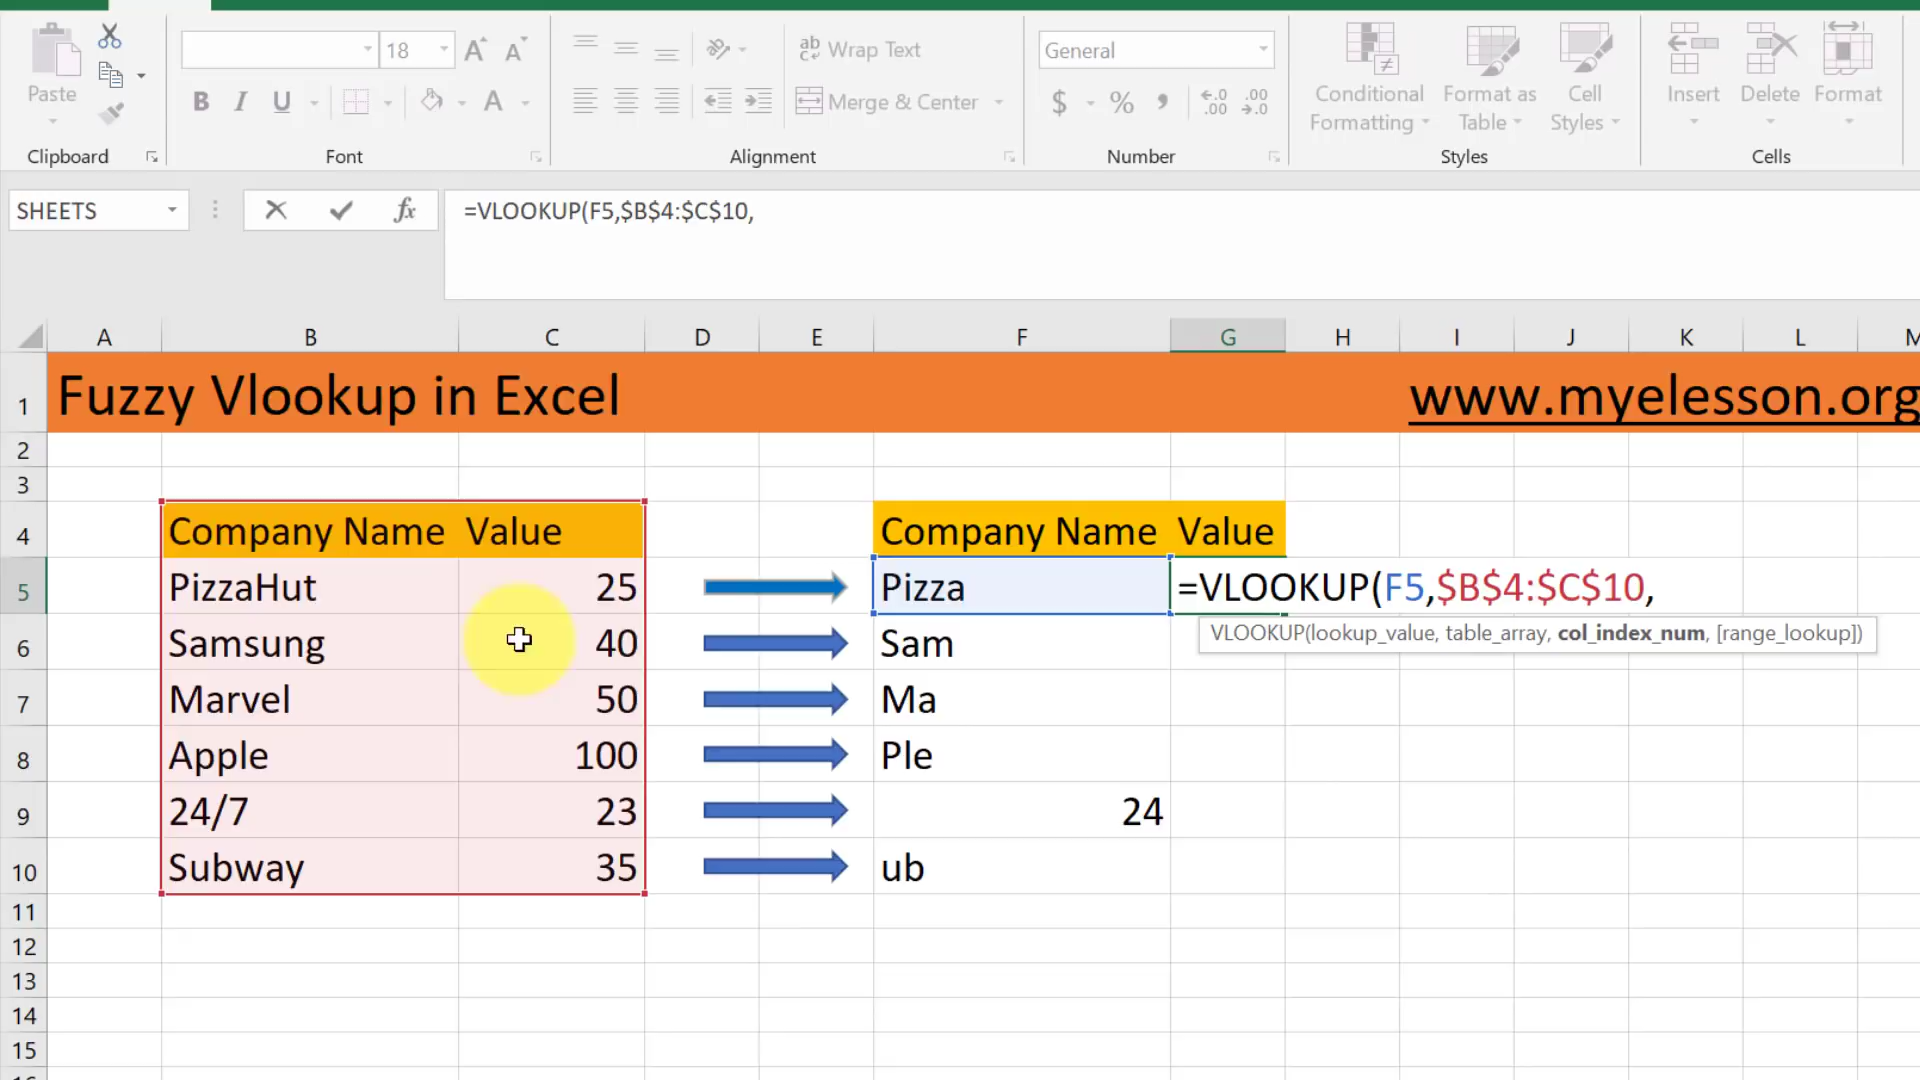 Paste
Clipboard
18
A A
B I U
A
Font
ab
Wrap Text
Merge & Center
Alignment
General
$ % ,
Number
Conditional
Formatting
Format as
Table
Cell
Styles
Styles
Insert
Delete
Format
Cells
SHEETS
fx
=VLOOKUP(F5,$B$4:$C$10,
A B C D E F G H I J K L M
1 Fuzzy Vlookup in Excel www.myelesson.org
2
3
4 Company Name Value Company Name Value
5 PizzaHut 25 Pizza =VLOOKUP(F5,$B$4:$C$10,
VLOOKUP(lookup_value, table_array, col_index_num, [range_lookup])
6 Samsung 40 Sam
7 Marvel 50 Ma
8 Apple 100 Ple
9 24/7 23 24
10 Subway 35 ub
11
12
13
14
15